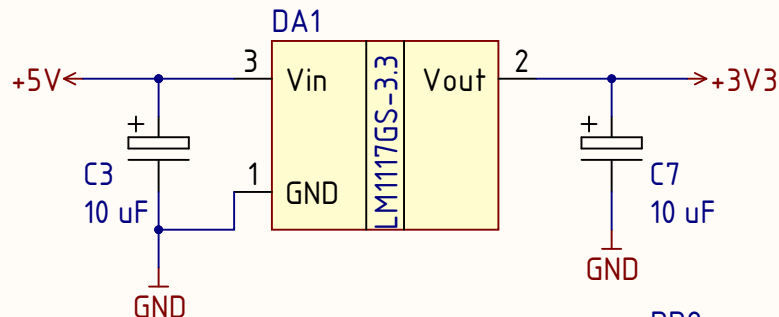 DA1
+5V
3
Vin
LM1117GS-3.3
Vout
2
+3V3
+
C3
10 uF
1
GND
+
C7
10 uF
GND
GND